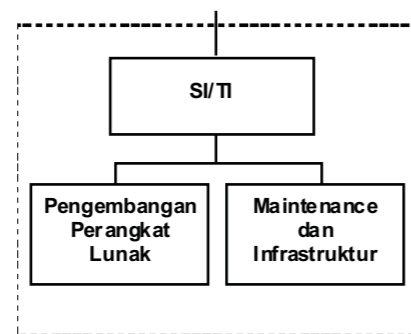 SI/TI
Pengembangan
Perangkat
Lunak
Maintenance
dan
Infrastruktur